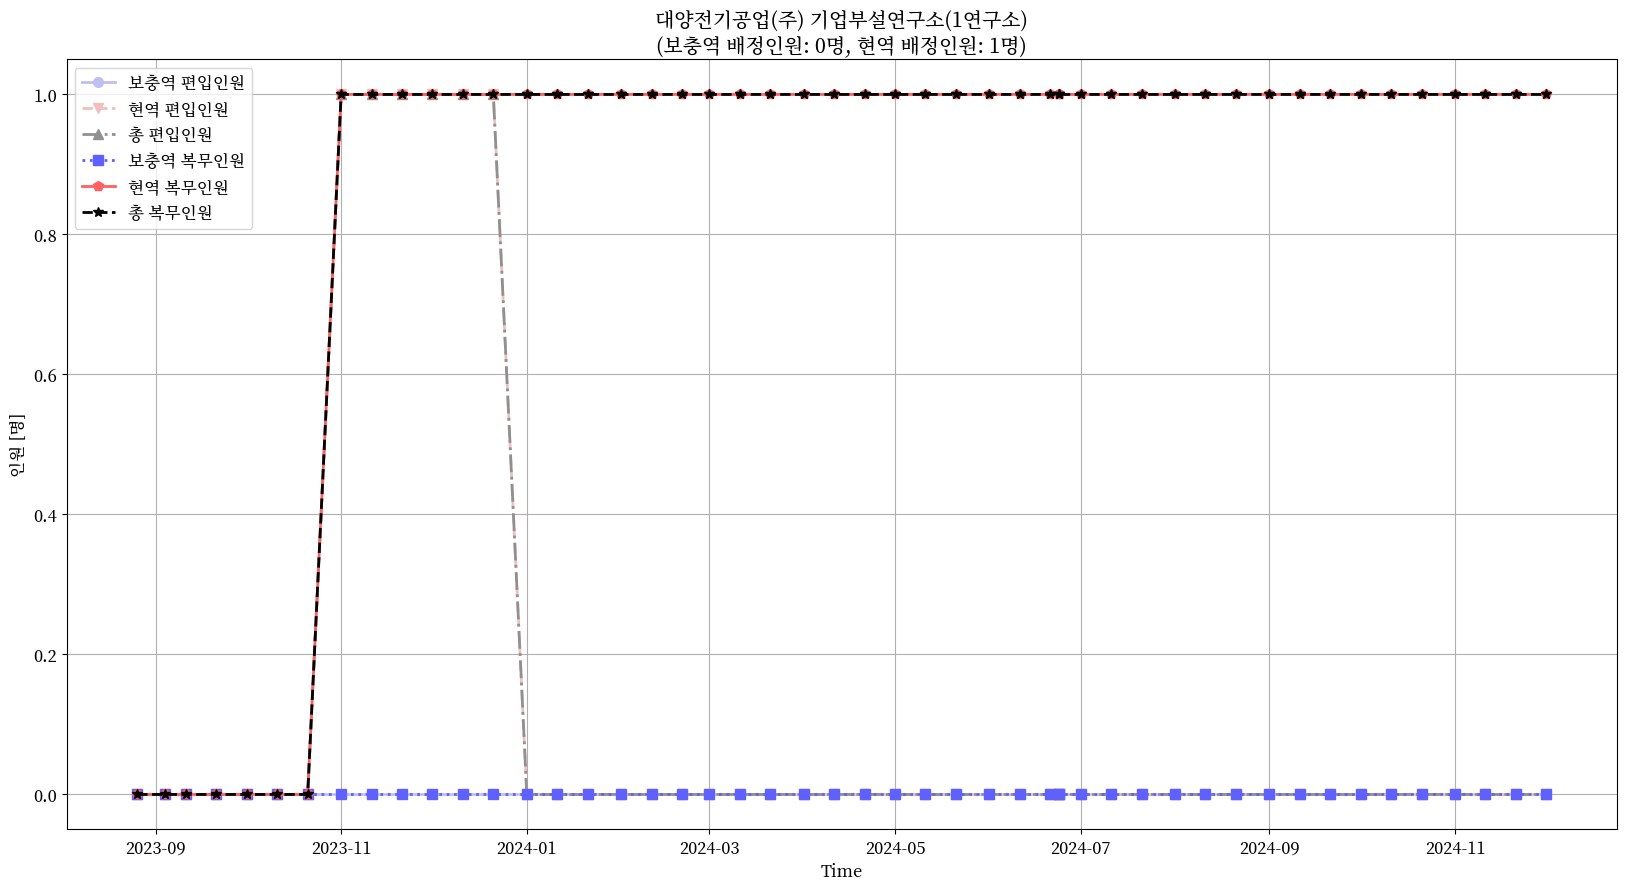 대양전기공업(주) 기업부설연구소(1연구소)
(보충역 배정인원: 0명, 현역 배정인원: 1명)
보충역 편입인원
현역 편입인원
총 편입인원
보충역 복무인원
현역 복무인원
총 복무인원
인원 [명]
1.0
0.8
0.6
0.4
0.2
0.0
2023-09
2023-11
2024-01
2024-03
2024-05
2024-07
2024-09
2024-11
Time